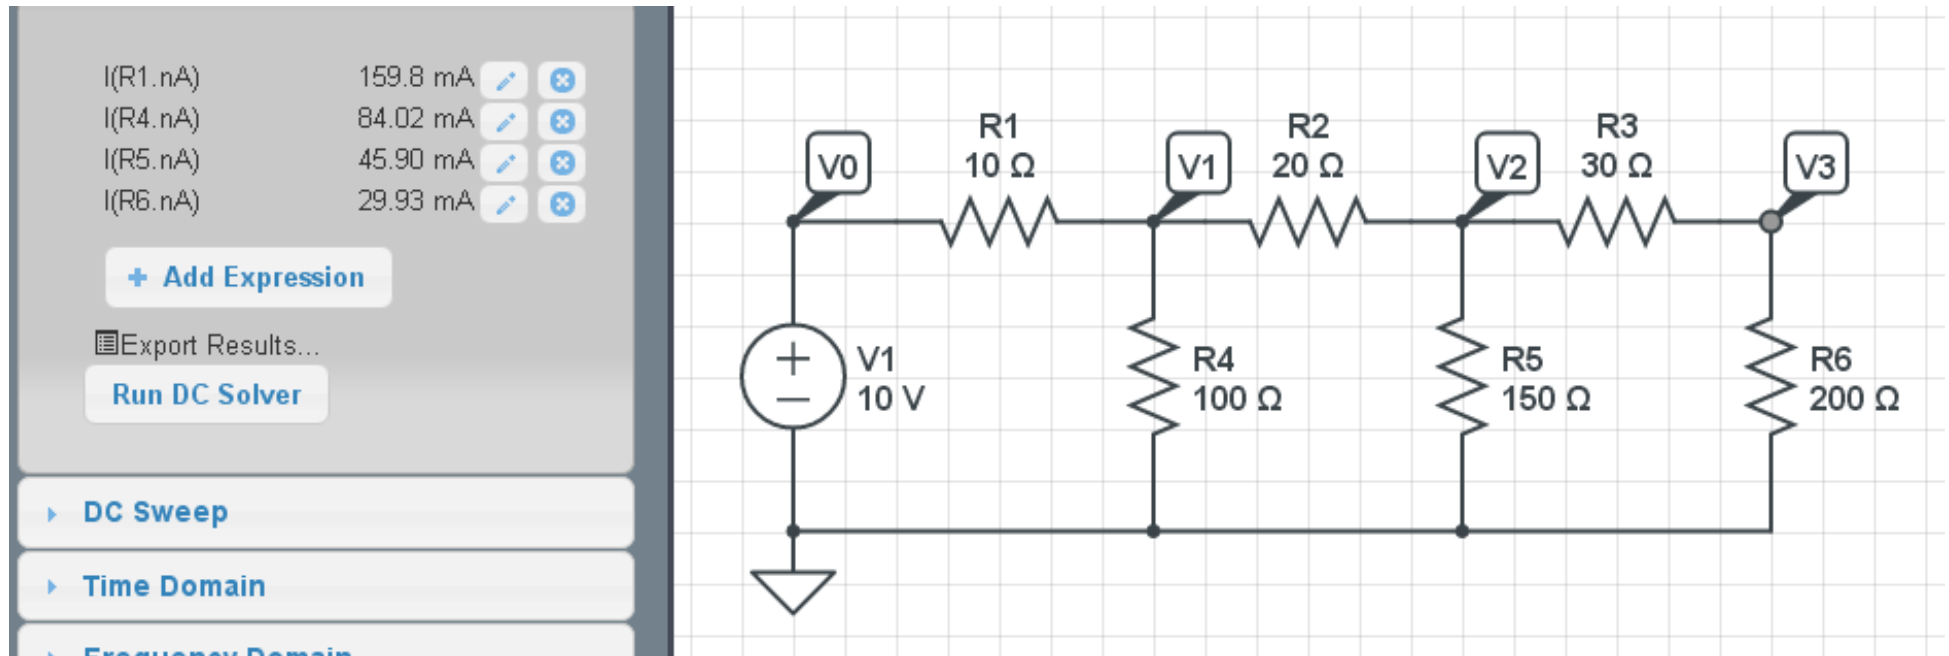 I(R1.nA) 159.8 mA
I(R4.nA) 84.02 mA
I(R5.nA) 45.90 mA
I(R6.nA) 29.93 mA
+ Add Expression
Export Results...
Run DC Solver
DC Sweep
Time Domain
Frequency Domain
R1
10 Ω
R2
20 Ω
R3
30 Ω
V0
V1
V2
V3
+
−
V1
10 V
R4
100 Ω
R5
150 Ω
R6
200 Ω